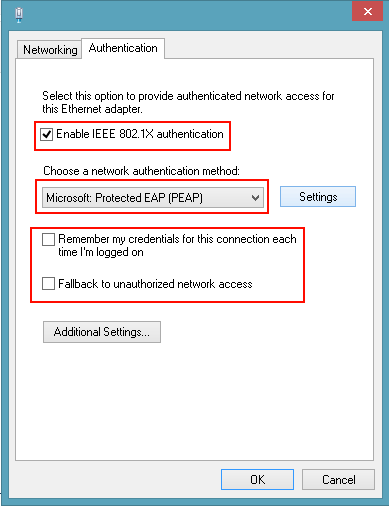 Networking
Authentication
Select this option to provide authenticated network access for
this Ethernet adapter.
Enable IEEE 802.1X authentication
Choose a network authentication method:
Microsoft: Protected EAP (PEAP)
Settings
Remember my credentials for this connection each
time I'm logged on
Fallback to unauthorized network access
Additional Settings...
OK
Cancel